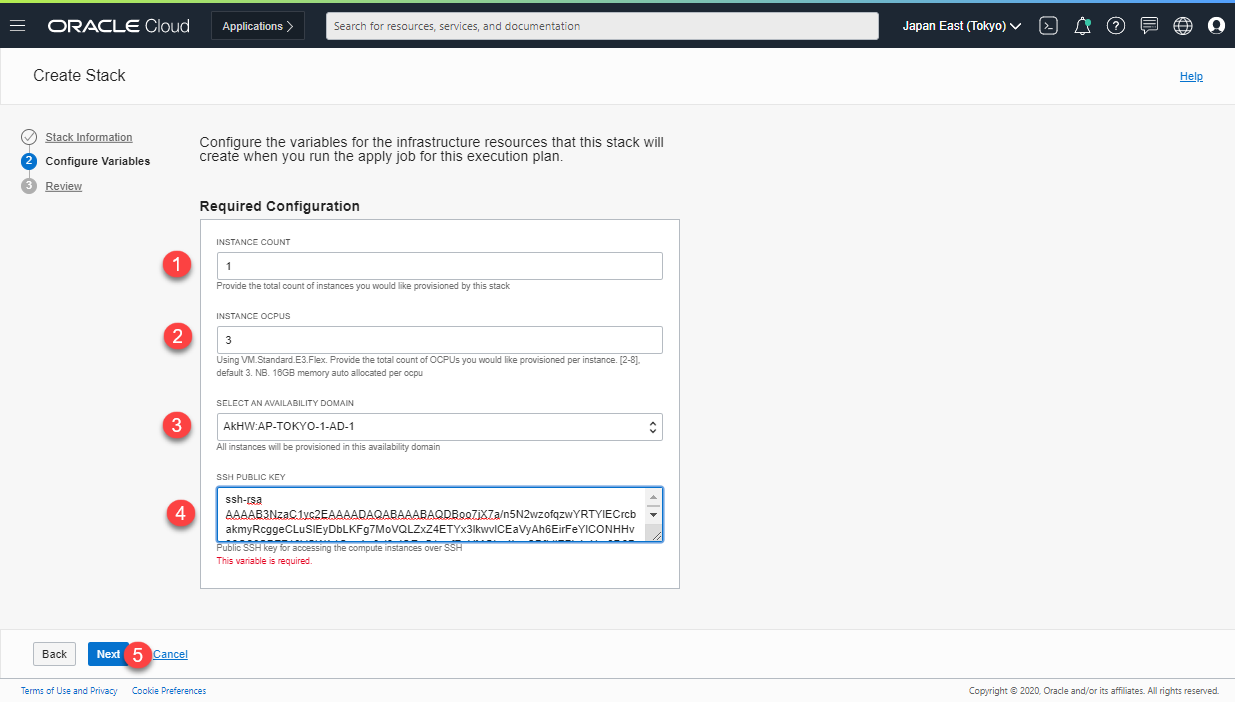 ORACLE Cloud
Applications
Search for resources, services, and documentation
Japan East (Tokyo)
Create Stack
Help
Stack Information
2 Configure Variables
3 Review
Configure the variables for the infrastructure resources that this stack will
create when you run the apply job for this execution plan.
Required Configuration
INSTANCE COUNT
1
1
Provide the total count of instances you would like provisioned by this stack
INSTANCE OCPUS
2
3
Using VM.Standard.E3.Flex. Provide the total count of OCPUs you would like provisioned per instance. [2-8],
default 3. NB. 16GB memory auto allocated per ocpu
SELECT AN AVAILABILITY DOMAIN
3
AkHW:AP-TOKYO-1-AD-1
All instances will be provisioned in this availability domain
SSH PUBLIC KEY
4
ssh-rsa
AAAAB3NzaC1yc2EAAAADAQABAAABAQDBoo7jX7a/n5N2wzofqzwYRTYIECrcb
akmyRcggeCLuSIEyDbLKFg7MoVQLZxZ4ETYx3IkwvICEaVyAh6EirFeYICONHHv
Public SSH key for accessing the compute instances over SSH
This variable is required.
Back
Next
5
Cancel
Terms of Use and Privacy
Cookie Preferences
Copyright © 2020, Oracle and/or its affiliates. All rights reserved.